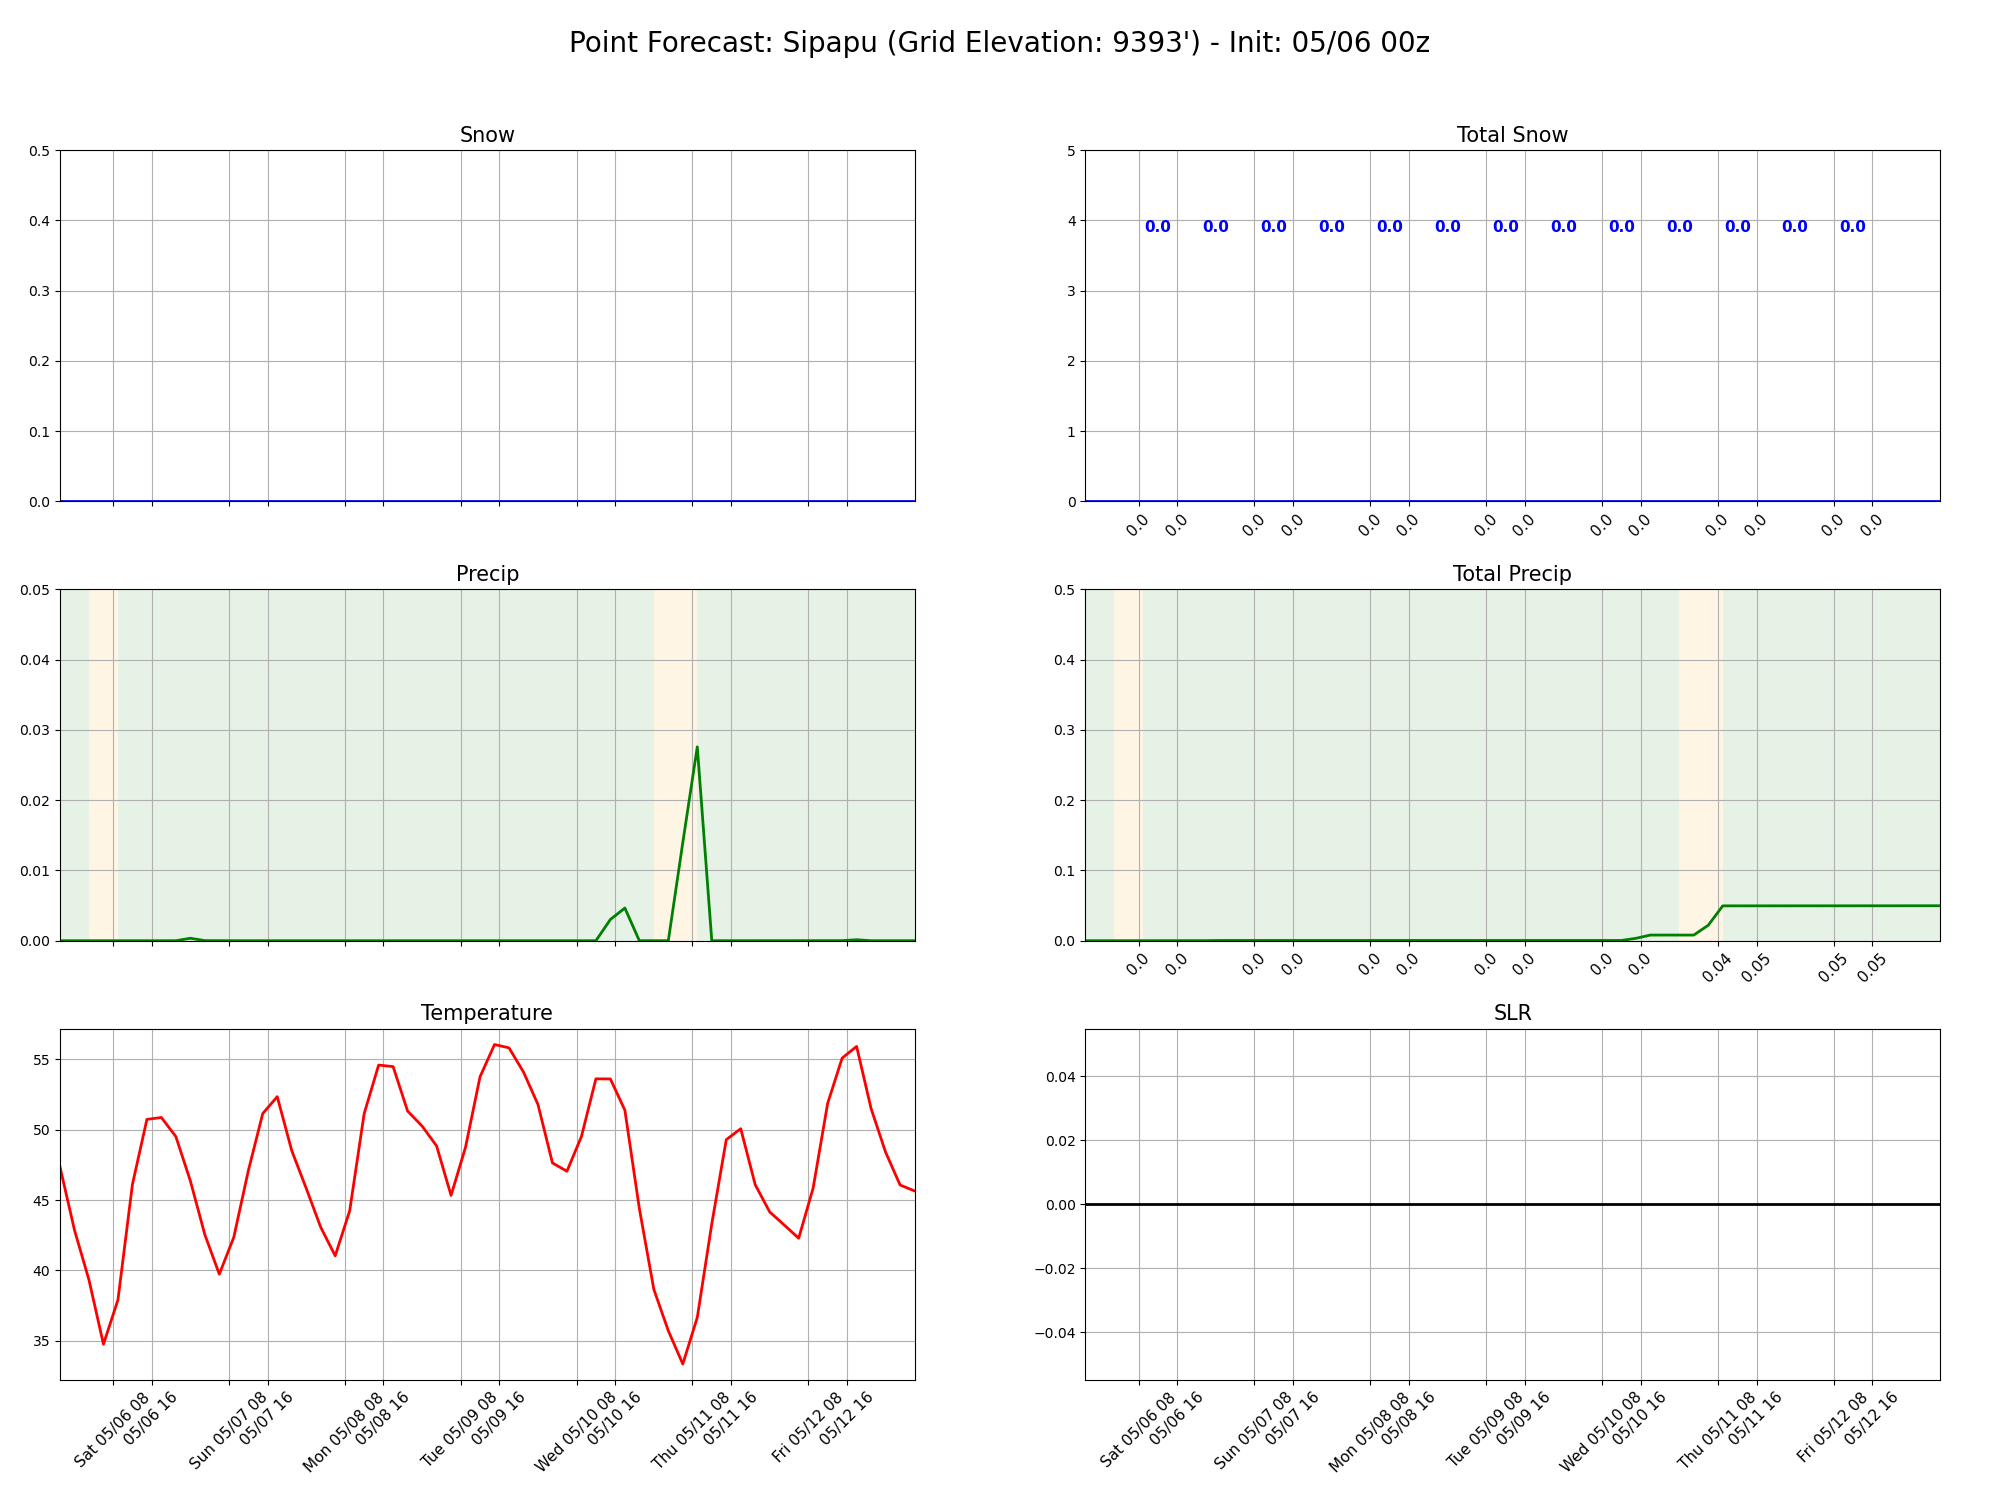 Point Forecast: Sipapu (Grid Elevation: 9393') - Init: 05/06 00z
Snow
0.5
0.4
0.3
0.2
0.1
0.0
Total Snow
5
4
3
2
1
0
0.0 0.0 0.0 0.0 0.0 0.0 0.0 0.0 0.0 0.0 0.0 0.0 0.0
0.0 0.0 0.0 0.0 0.0 0.0 0.0 0.0 0.0 0.0 0.0 0.0 0.0 0.0
Precip
0.05
0.04
0.03
0.02
0.01
0.00
Total Precip
0.5
0.4
0.3
0.2
0.1
0.0
0.0 0.0 0.0 0.0 0.0 0.0 0.0 0.0 0.0 0.0 0.04 0.05 0.05 0.05
Temperature
55
50
45
40
35
Sat 05/06 08
05/06 16
Sun 05/07 08
05/07 16
Mon 05/08 08
05/08 16
Tue 05/09 08
05/09 16
Wed 05/10 08
05/10 16
Thu 05/11 08
05/11 16
Fri 05/12 08
05/12 16
SLR
0.04
0.02
0.00
−0.02
−0.04
Sat 05/06 08
05/06 16
Sun 05/07 08
05/07 16
Mon 05/08 08
05/08 16
Tue 05/09 08
05/09 16
Wed 05/10 08
05/10 16
Thu 05/11 08
05/11 16
Fri 05/12 08
05/12 16